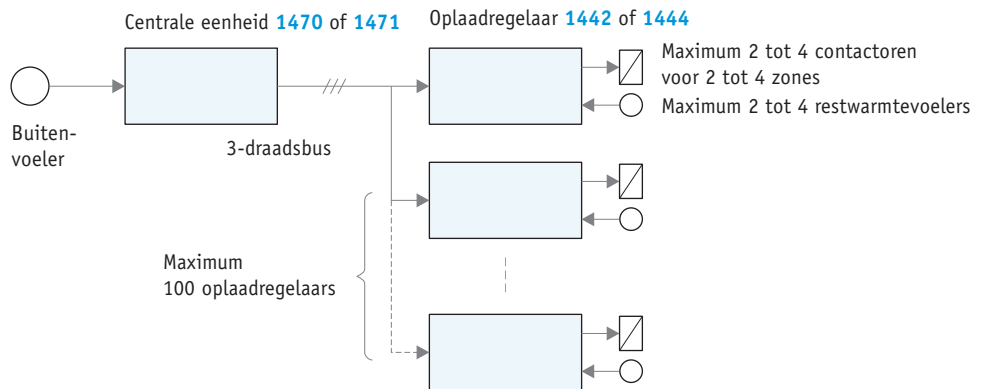 Centrale eenheid 1470 of 1471
Oplaadregelaar 1442 of 1444
Maximum 2 tot 4 contactoren
voor 2 tot 4 zones
Maximum 2 tot 4 restwarmtevoelers
Buiten-
voeler
3-draadsbus
Maximum
100 oplaadregelaars